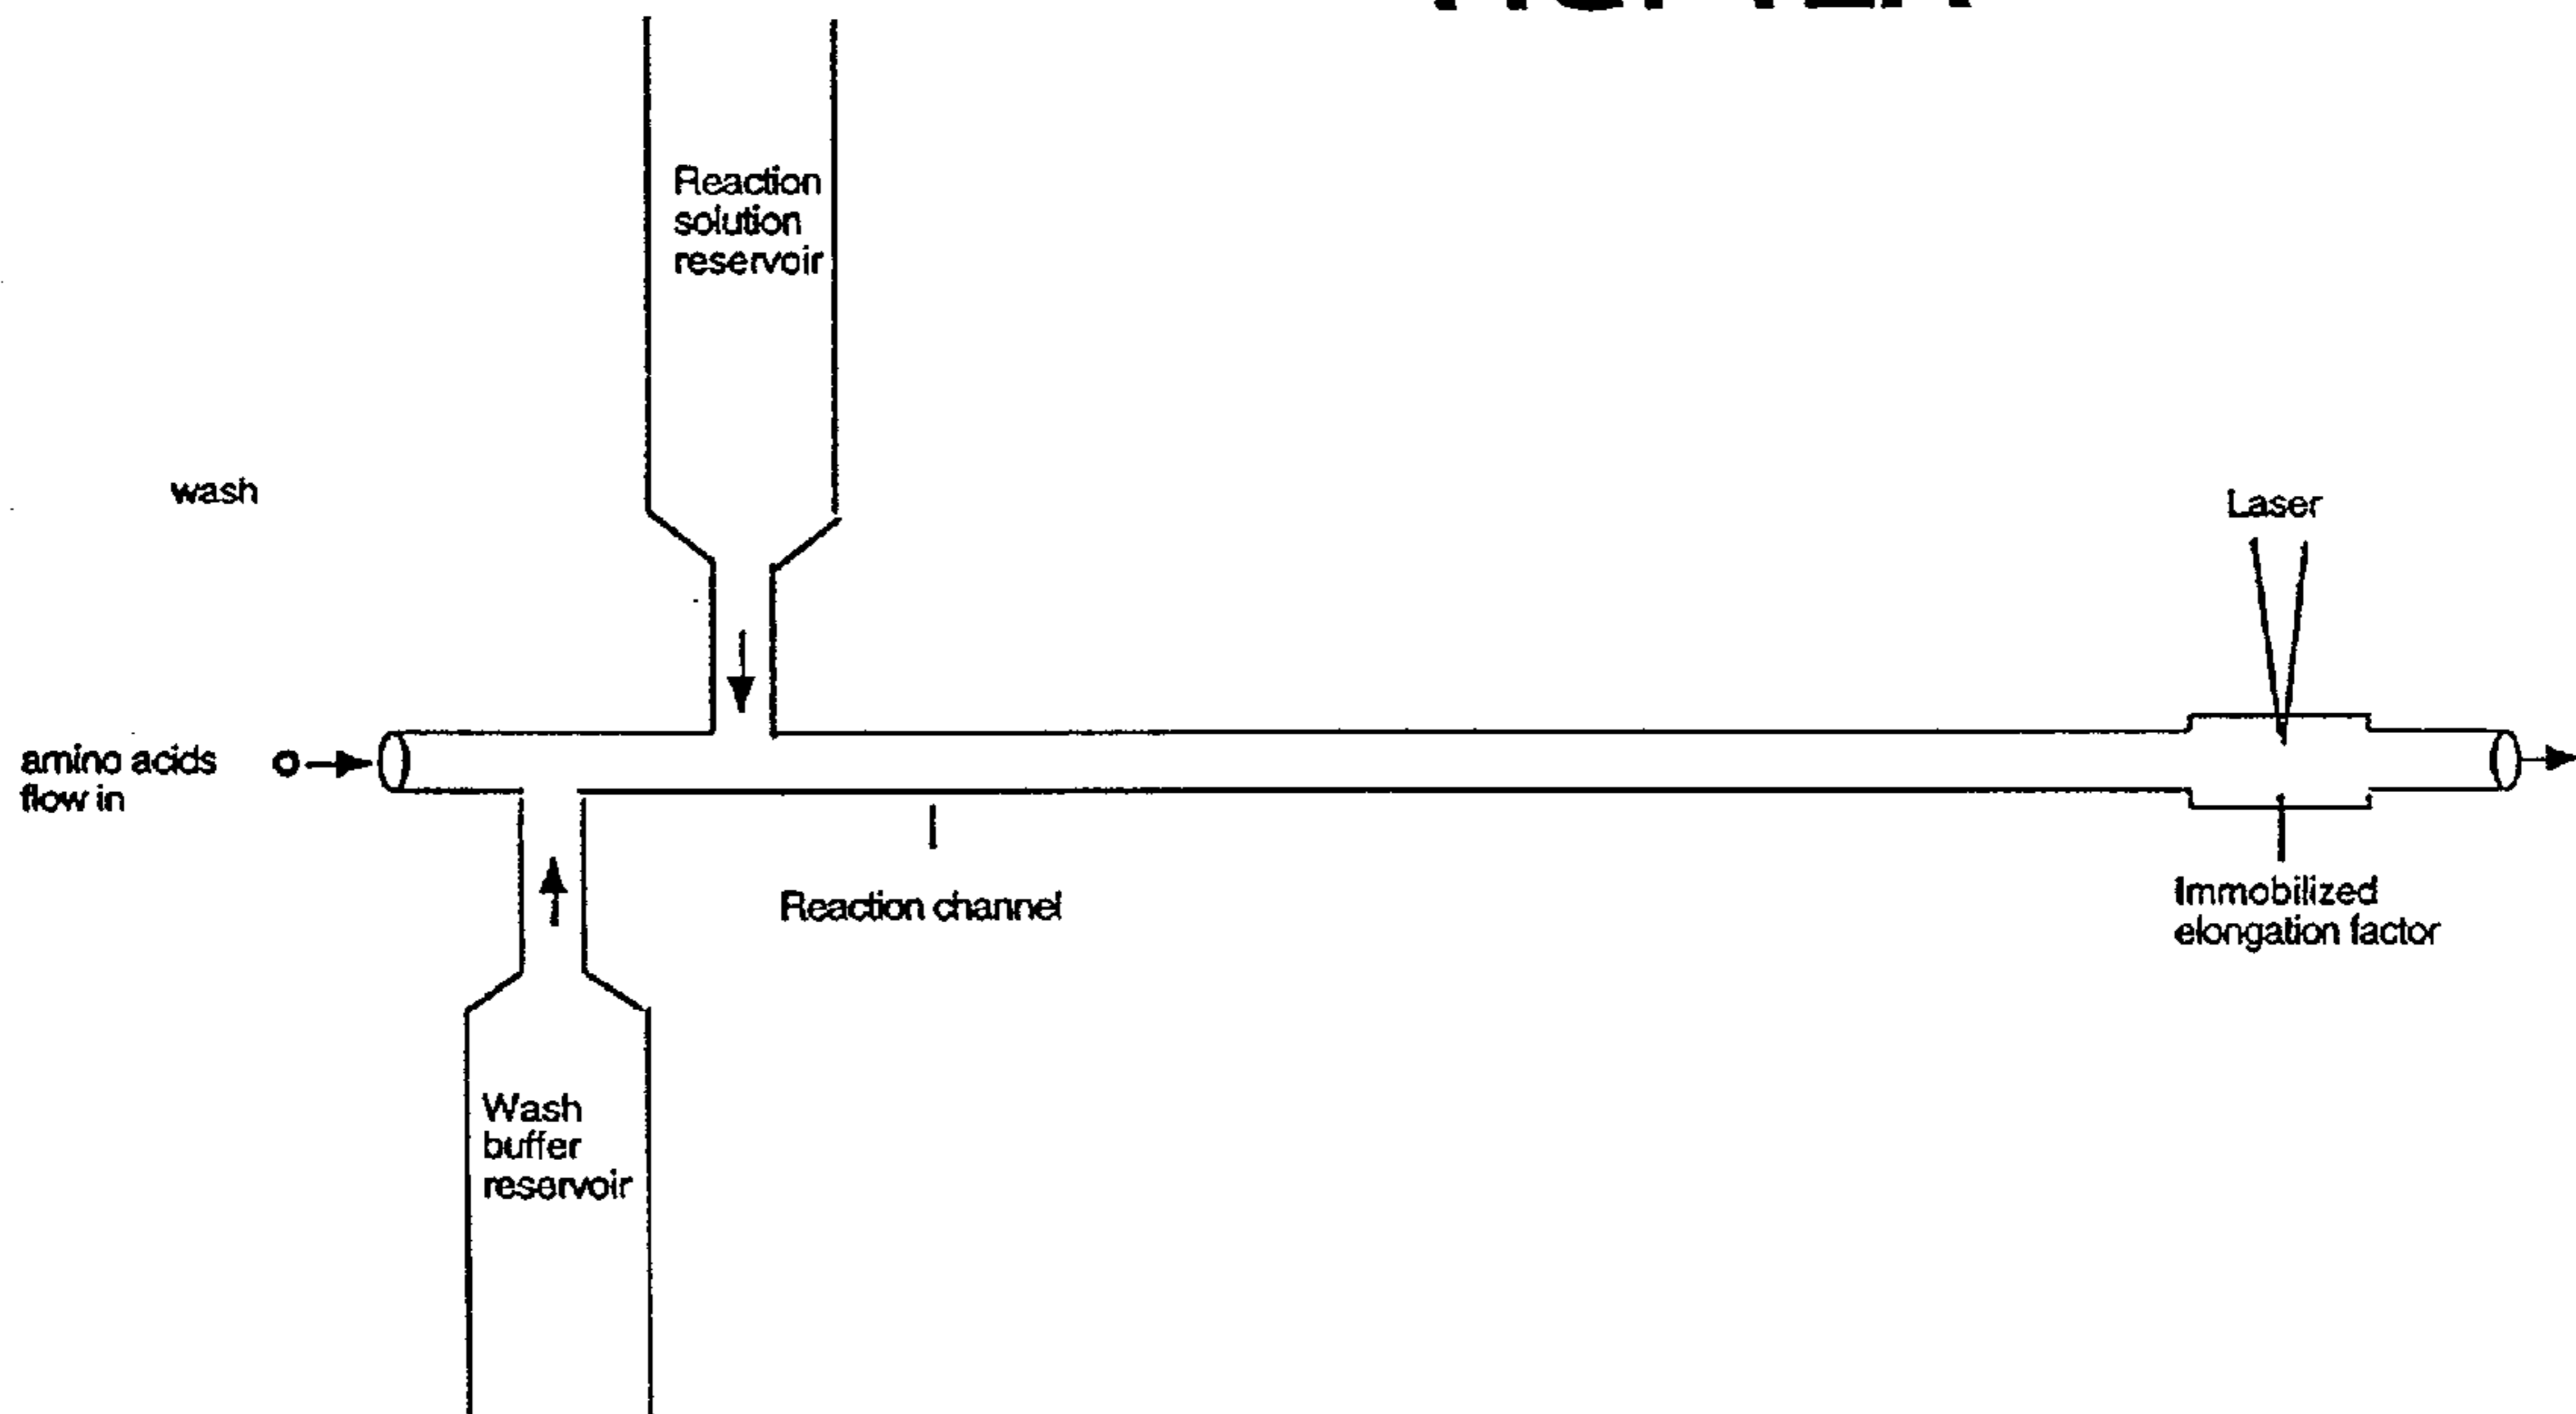 Reaction
solution
reservoir
wash
Laser
amino acids
flow in
Reaction channel
Immobilized
elongation factor
Wash
buffer
reservoir